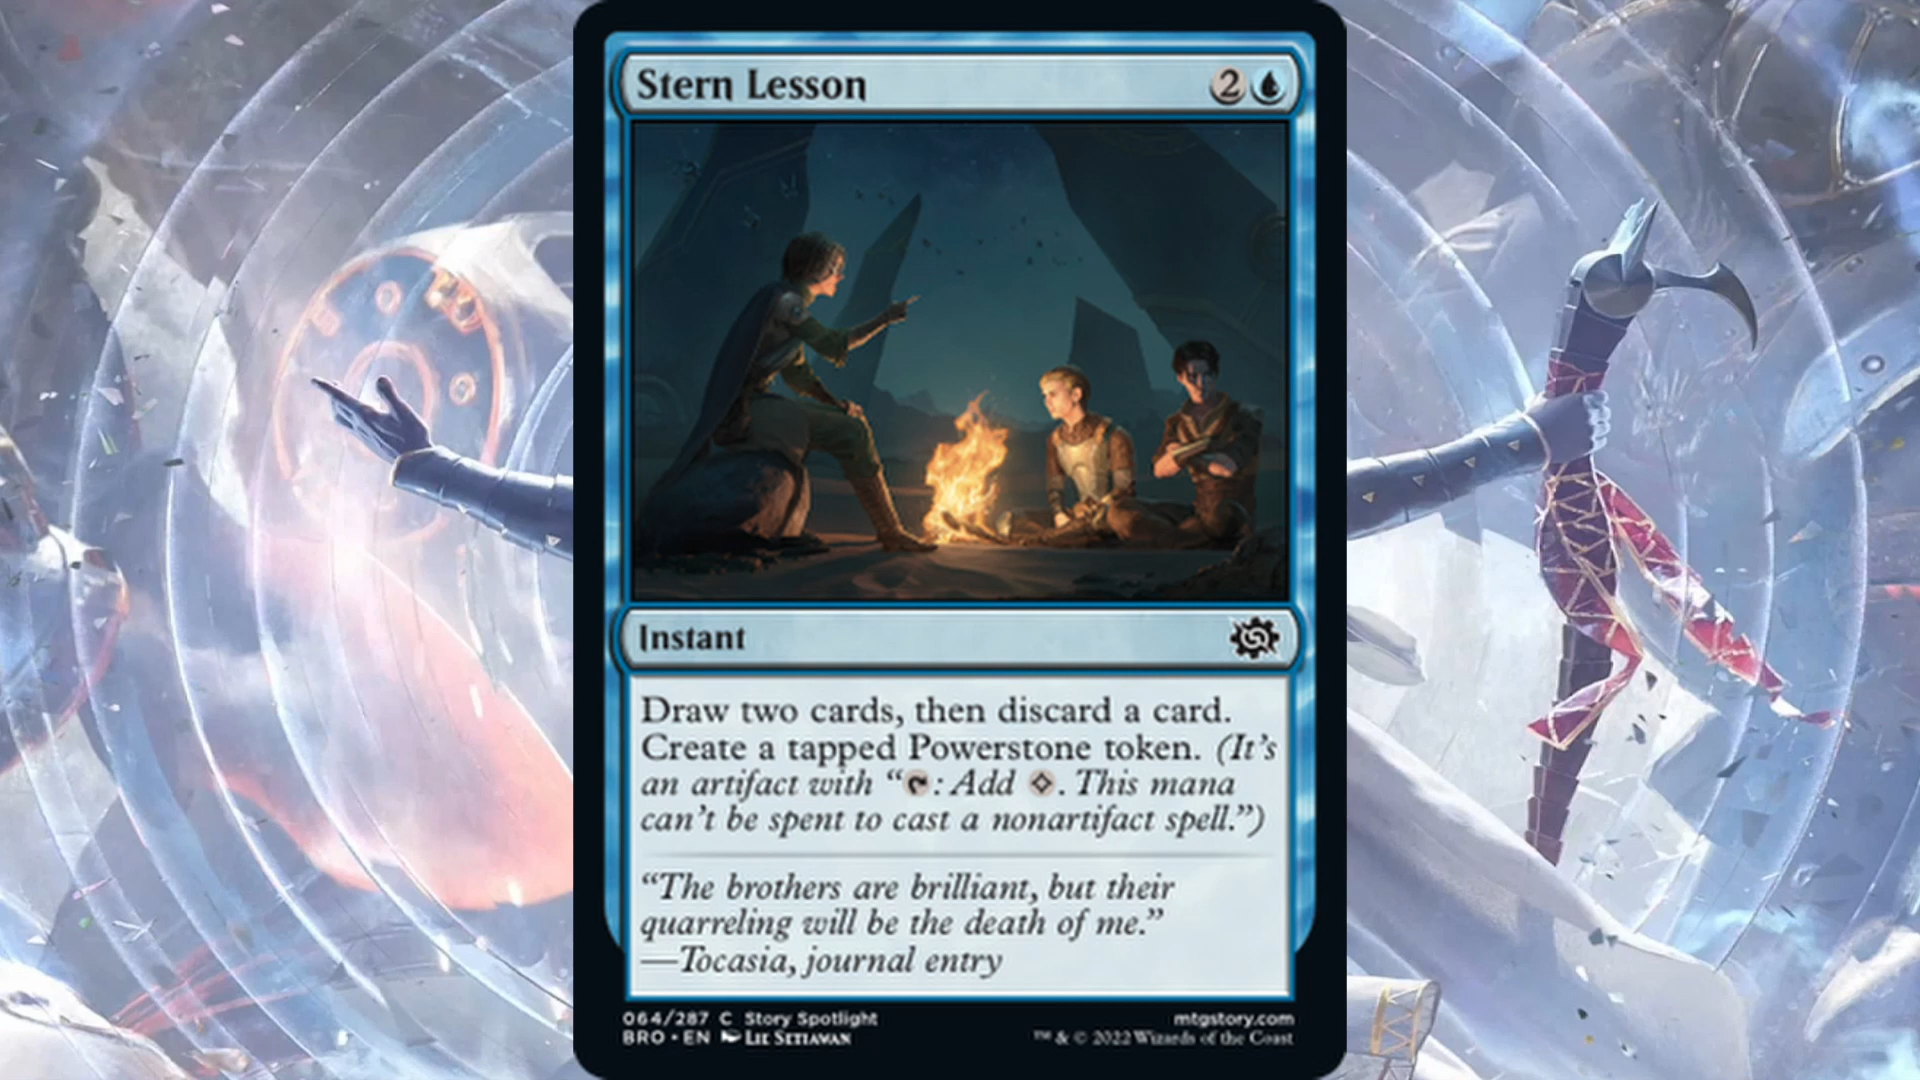 Stern Lesson 2
Instant
Draw two cards, then discard a card.
Create a tapped Powerstone token. (It's
an artifact with “: Add . This mana
can't be spent to cast a nonartifact spell.”)
“The brothers are brilliant, but their
quarreling will be the death of me.”
—Tocasia, journal entry
064/287 C Story Spotlight
mtgstory.com
BRO • EN Lie Setiawan
™ & © 2022 Wizards of the Coast